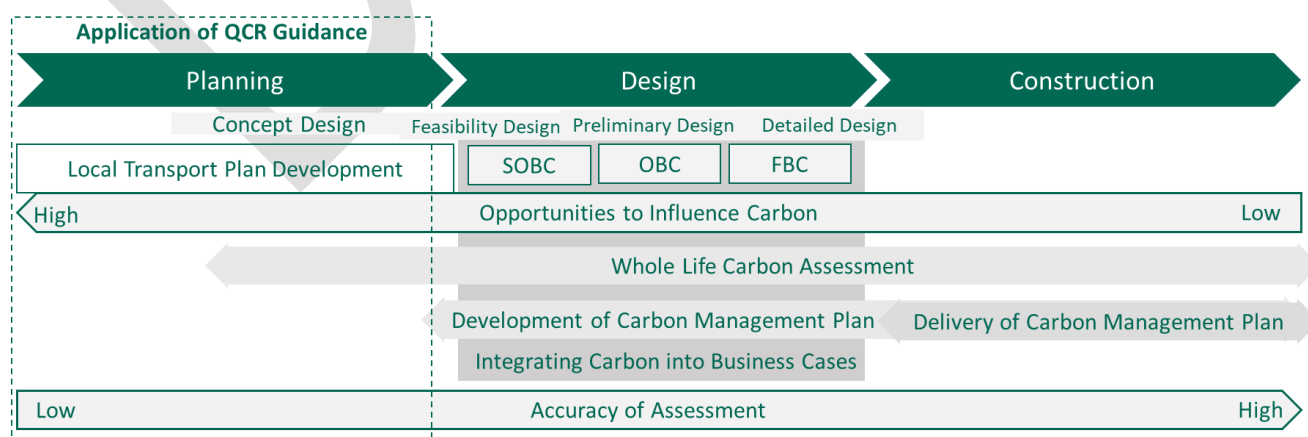 Application of QCR Guidance
Planning
Design
Construction
Concept Design
Feasibility Design
Preliminary Design
Detailed Design
Local Transport Plan Development
SOBC
OBC
FBC
High
Opportunities to Influence Carbon
Low
Whole Life Carbon Assessment
Development of Carbon Management Plan
Delivery of Carbon Management Plan
Integrating Carbon into Business Cases
Low
Accuracy of Assessment
High